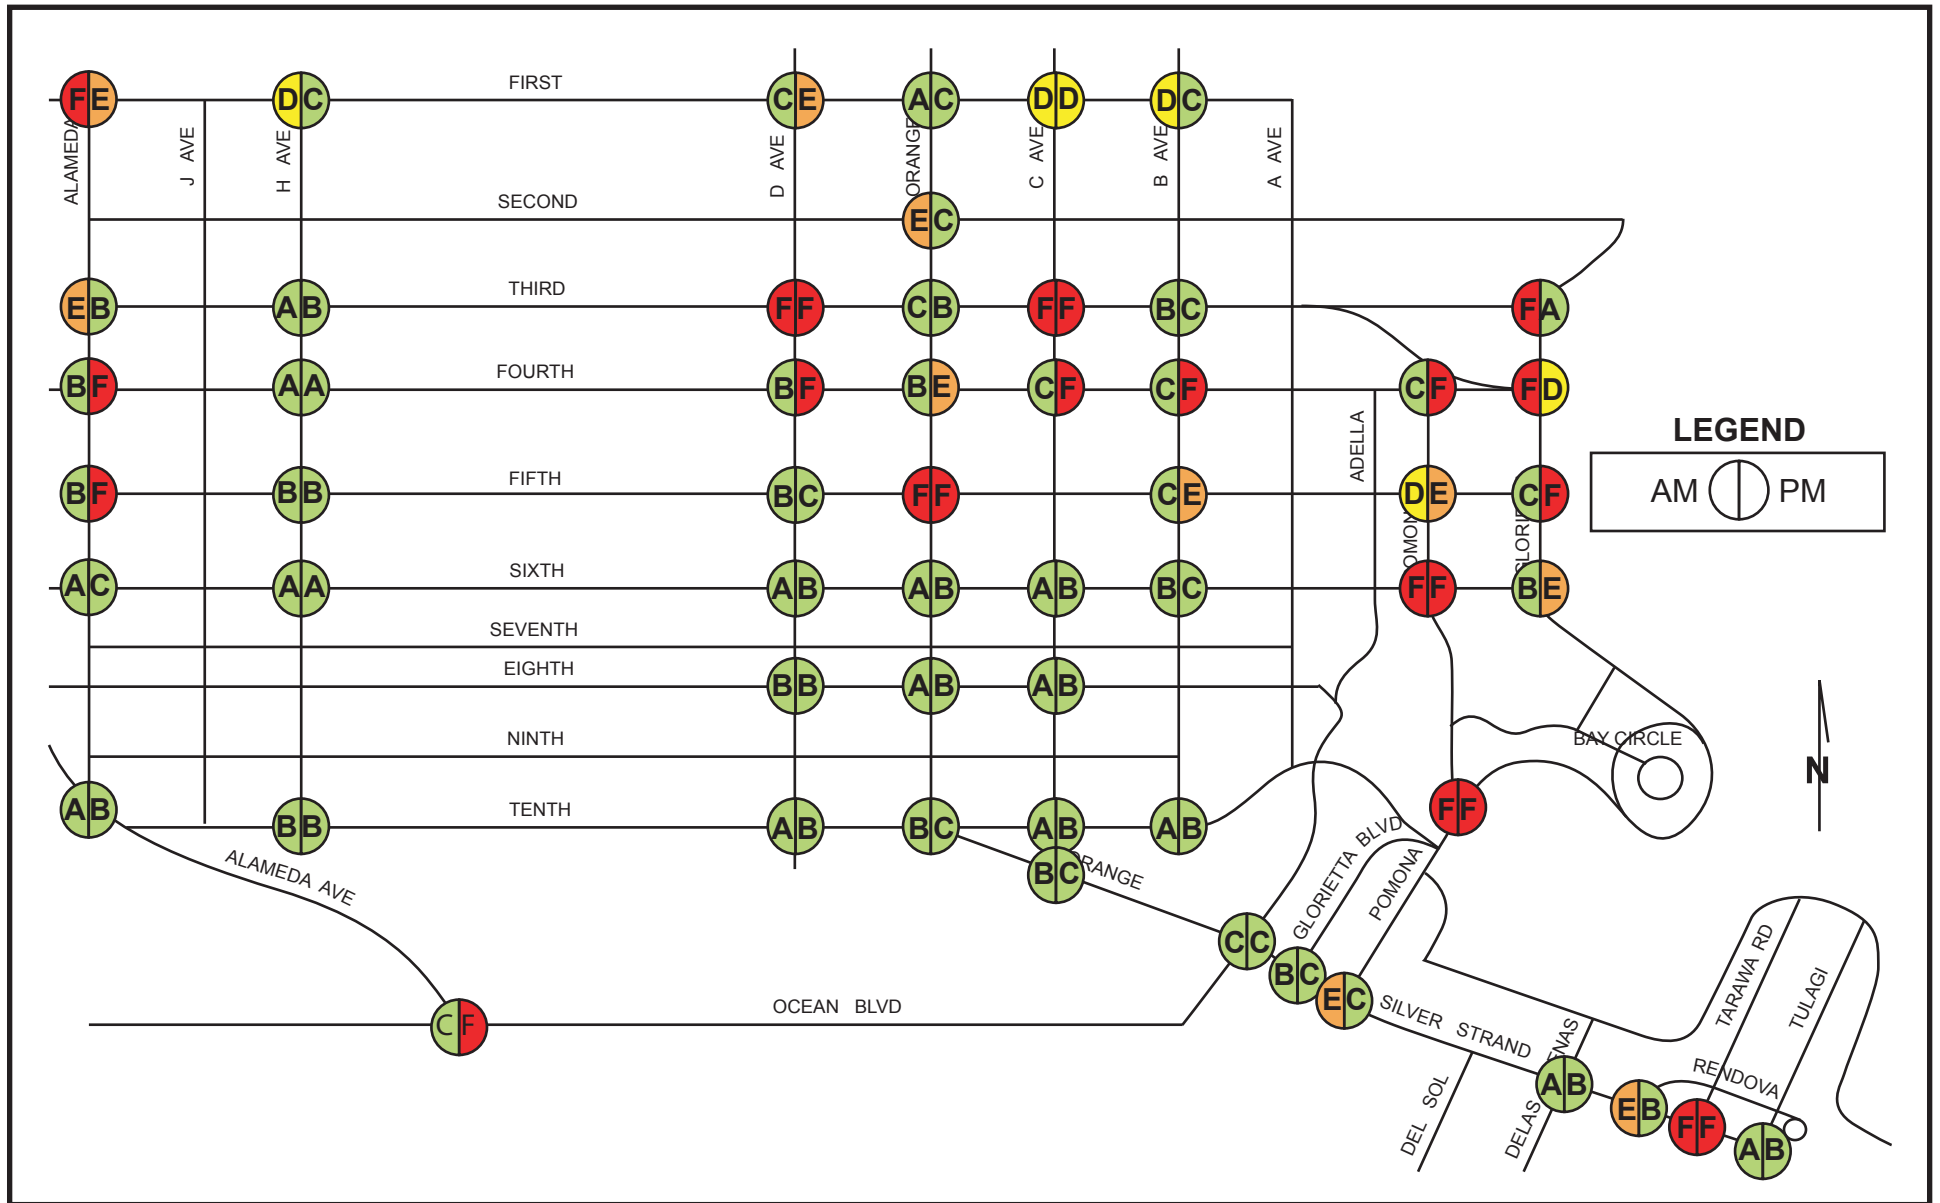 FIRST
FE
DC
CE
AC
DD
DC
ALAMEDA
J AVE
H AVE
D AVE
ORANGE
C AVE
B AVE
A AVE
SECOND
EC
THIRD
EB
AB
FF
CB
FF
BC
FA
FOURTH
BF
AA
BF
BE
CF
CF
CF
FD
LEGEND
AM PM
ADELLA
FIFTH
BF
BB
BC
FF
CE
DE
CF
OMON
GLORIE
SIXTH
AC
AA
AB
AB
AB
BC
FF
BE
SEVENTH
EIGHTH
BB
AB
AB
NINTH
BAY CIRCLE
N
TENTH
AB
BB
AB
BC
AB
AB
FF
BC
RANGE
ALAMEDA AVE
GLORIETTA BLVD
POMONA
CC
BC
EC
OCEAN BLVD
CF
SILVER STRAND
TARAWA RD
TULAGI
DEL SOL
DELAS ENAS
RENDOVA
AB
EB
FF
AB